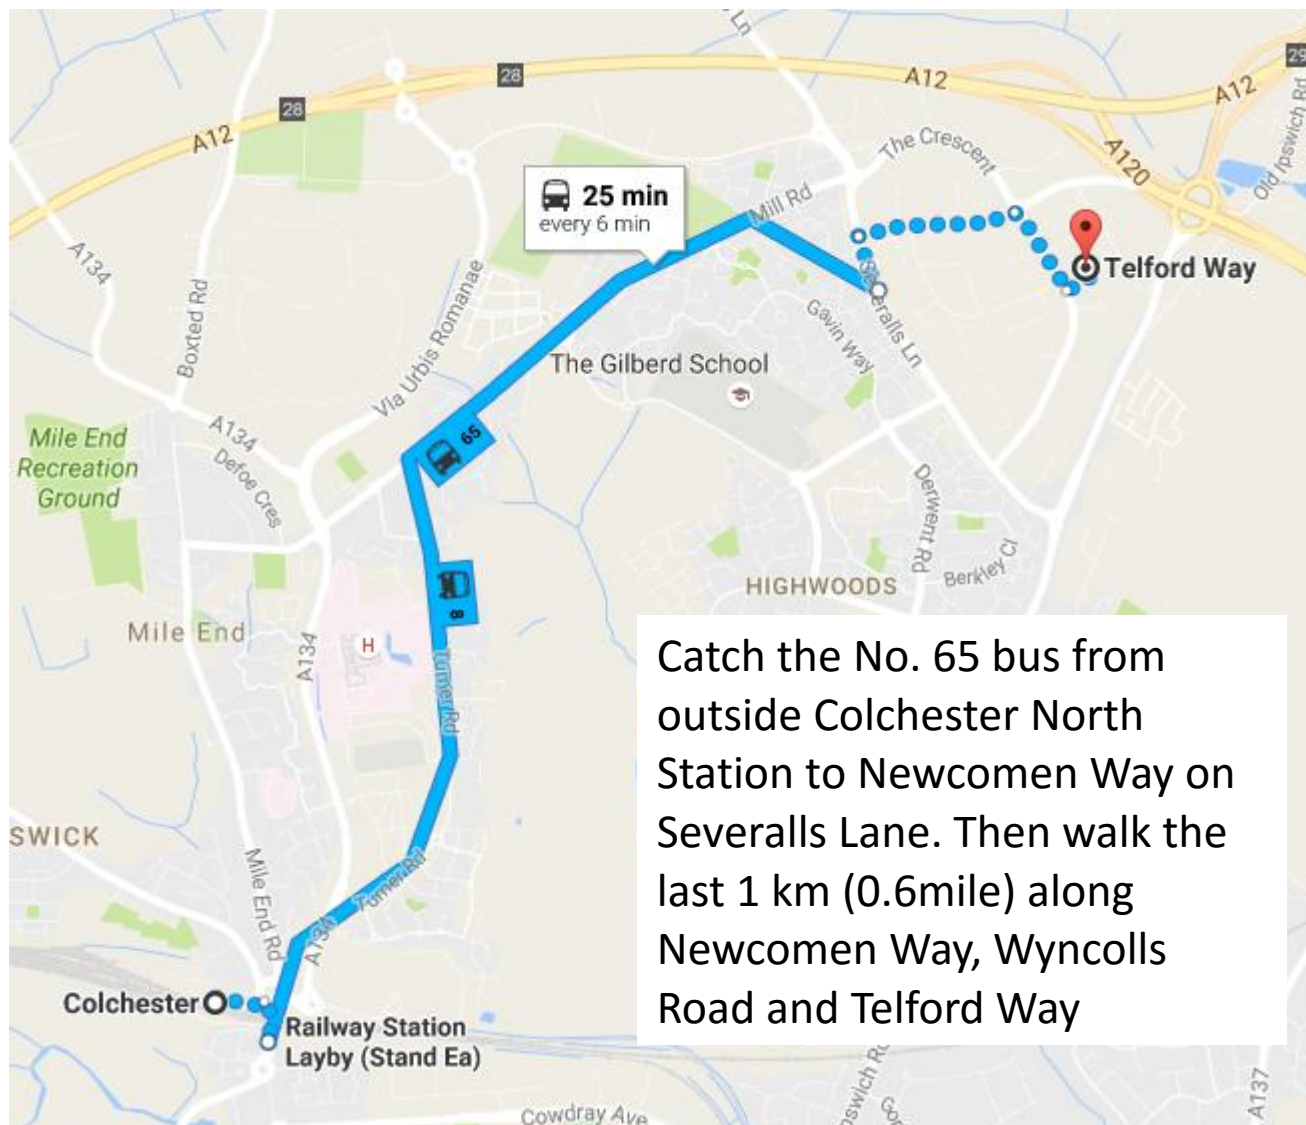 Ln
29
28
A12
A12
28
A12
The Crescent
A120
Old Ipswich Rd
25 min
every 6 min
Mill Rd
A134
Telford Way
Boxted Rd
Via Urbis Romanae
Severalls Ln
Gavin Way
The Gilberd School
Mile End
Recreation
Ground
A134
Defoe Cres
65
Derwent Rd
Berkley Cl
HIGHWOODS
8
Mile End
A134
H
Turner Rd
Catch the No. 65 bus from
outside Colchester North
Station to Newcomen Way on
Severalls Lane. Then walk the
last 1 km (0.6mile) along
Newcomen Way, Wyncolls
Road and Telford Way
SWICK
Mile End Rd
Turner Rd
A134
Colchester
Railway Station
Layby (Stand Ea)
Cowdray Ave
A137